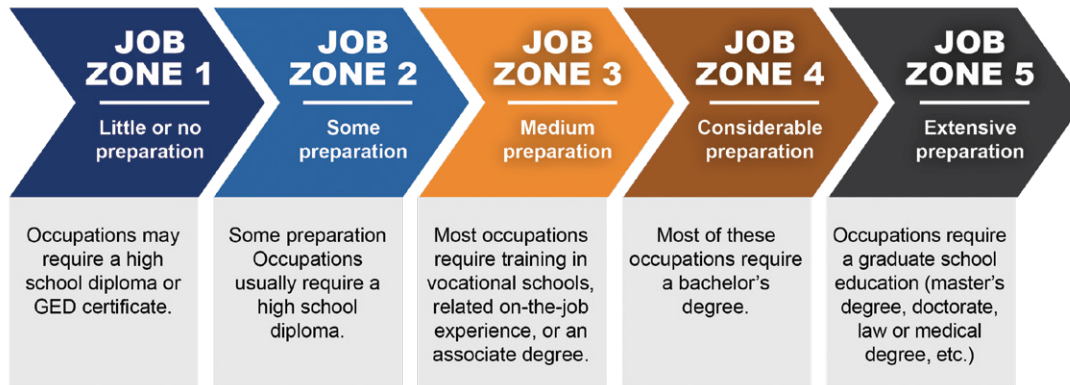 JOB
ZONE 1
Little or no
preparation
Occupations may
require a high
school diploma or
GED certificate.
JOB
ZONE 2
Some
preparation
Some preparation
Occupations
usually require a
high school
diploma.
JOB
ZONE 3
Medium
preparation
Most occupations
require training in
vocational schools,
related on-the-job
experience, or an
associate degree.
JOB
ZONE 4
Considerable
preparation
Most of these
occupations require
a bachelor's
degree.
JOB
ZONE 5
Extensive
preparation
Occupations require
a graduate school
education (master's
degree, doctorate,
law or medical
degree, etc.)